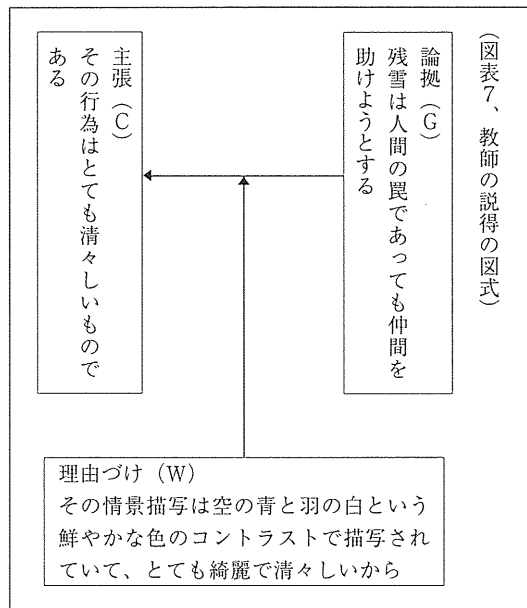 (図表7、教師の説得の図式)
論拠(G)
残雪は人間の罠であっても仲間を
助けようとする
主張(C)
その行為はとても清々しいもので
ある
理由づけ(W)
その情景描写は空の青と羽の白という
鮮やかな色のコントラストで描写され
ていて、とても綺麗で清々しいから